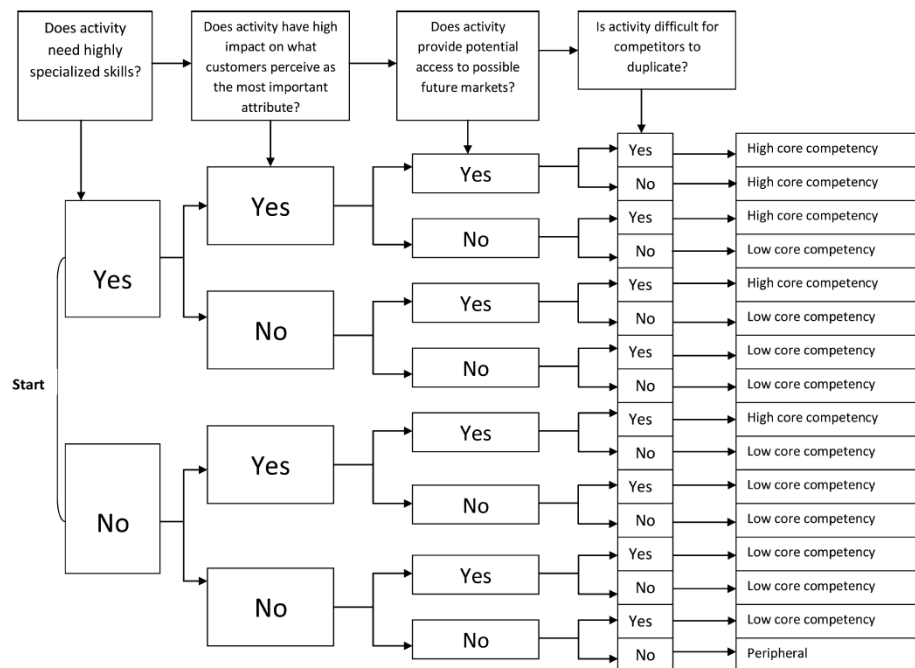 Does activity
need highly
specialized skills?
Does activity have high
impact on what
customers perceive as
the most important
attribute?
Does activity
provide potential
access to possible
future markets?
Is activity difficult for
competitors to
duplicate?
Start
Yes
No
Yes
No
Yes
No
Yes
No
Yes
No
Yes
No
Yes
No
Yes High core competency
No High core competency
Yes High core competency
No Low core competency
Yes High core competency
No Low core competency
Yes Low core competency
No Low core competency
Yes High core competency
No Low core competency
Yes Low core competency
No Low core competency
Yes Low core competency
No Low core competency
Yes Low core competency
No Peripheral